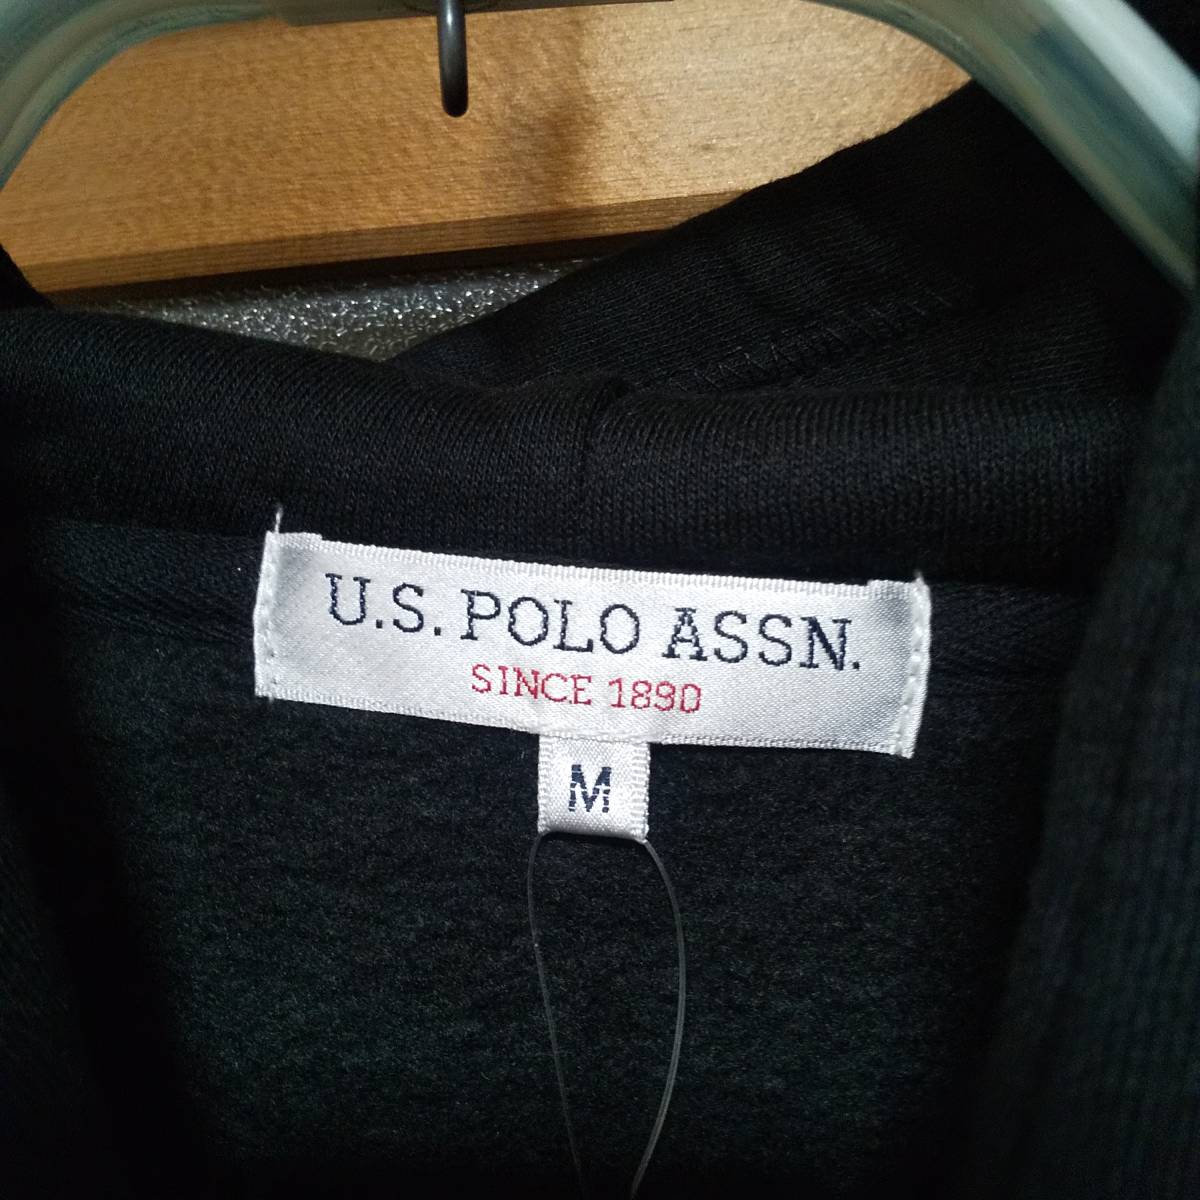 U.S. POLO ASSN.
SINCE 1890
M